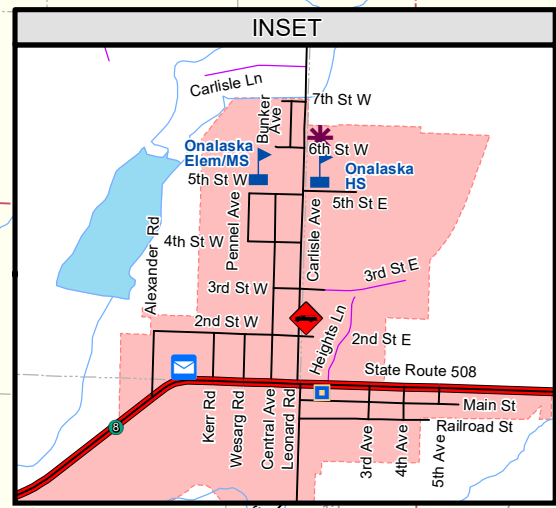 INSET
Carlisle Ln
7th St W
Bunker
Ave
6th St W
Onalaska
Elem/MS
Onalaska
HS
5th St W
5th St E
Pennel Ave
Carlisle Ave
Alexander Rd
4th St W
3rd St E
3rd St W
2nd St W
Heights Ln
2nd St E
State Route 508
Kerr Rd
Wesarg Rd
Central Ave
Leonard Rd
Main St
Railroad St
3rd Ave
4th Ave
5th Ave
8